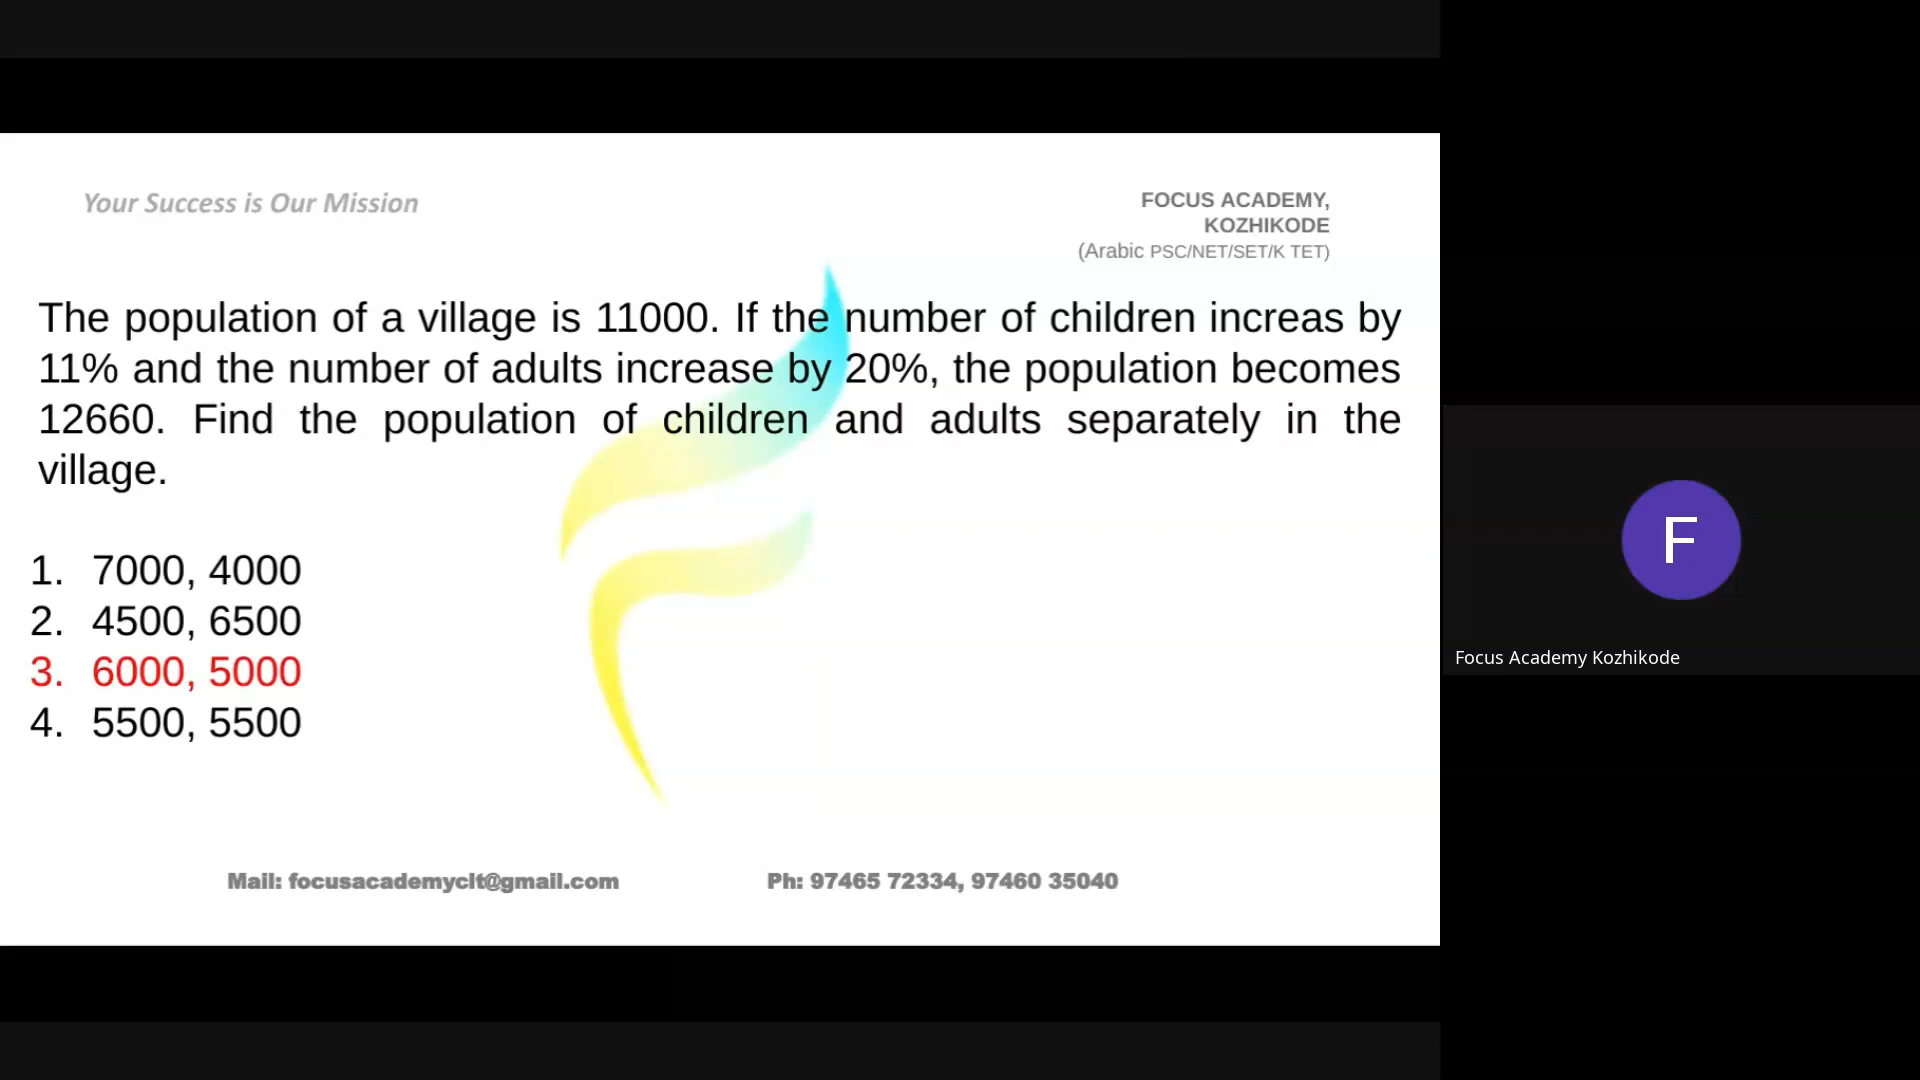 Your Success is Our Mission
FOCUS ACADEMY,
KOZHIKODE
(Arabic PSC/NET/SET/K TET)
The population of a village is 11000. If the number of children increas by
11% and the number of adults increase by 20%, the population becomes
12660. Find the population of children and adults separately in the
village.
1. 7000, 4000
2. 4500, 6500
3. 6000, 5000
4. 5500, 5500
Mail: focusacademyclt@gmail.com Ph: 97465 72334, 97460 35040
F
Focus Academy Kozhikode